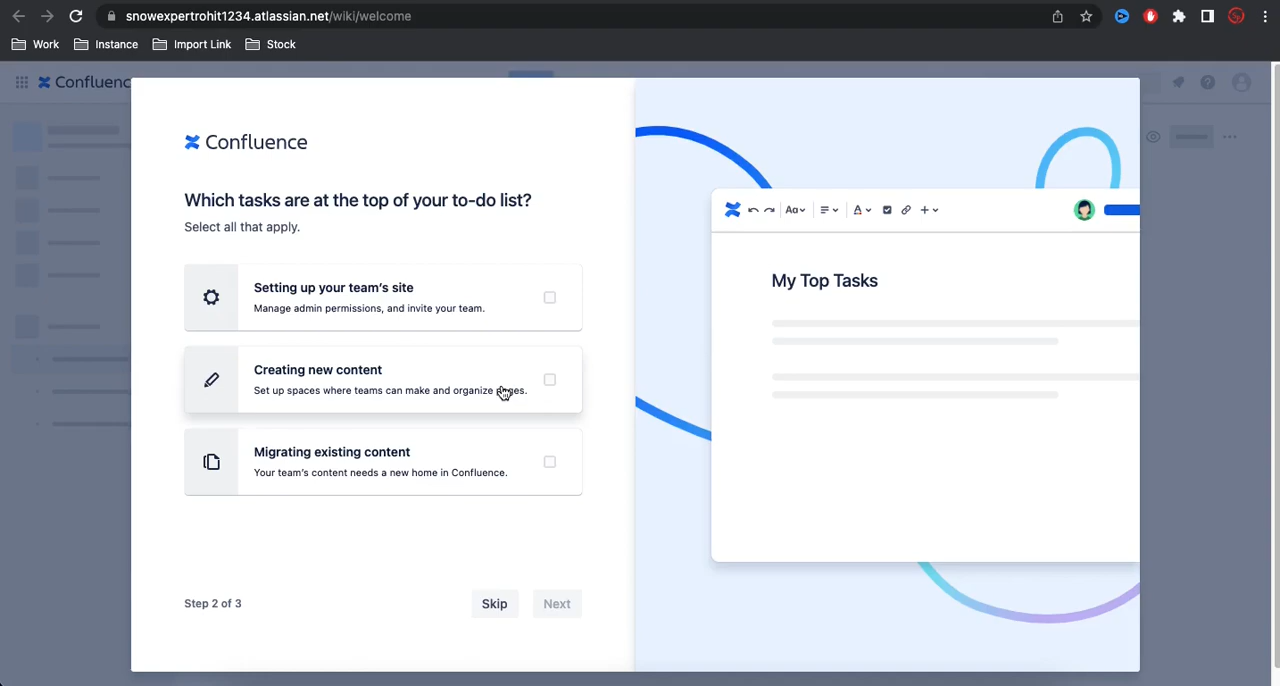 snowexpertrohit1234.atlassian.net/wiki/welcome
Work Instance Import Link Stock
Confluenc
Confluence
Which tasks are at the top of your to-do list?
Select all that apply.
Setting up your team's site
Manage admin permissions, and invite your team.
Creating new content
Set up spaces where teams can make and organize pages.
Migrating existing content
Your team's content needs a new home in Confluence.
Step 2 of 3
Skip
Next
Aa
A
My Top Tasks